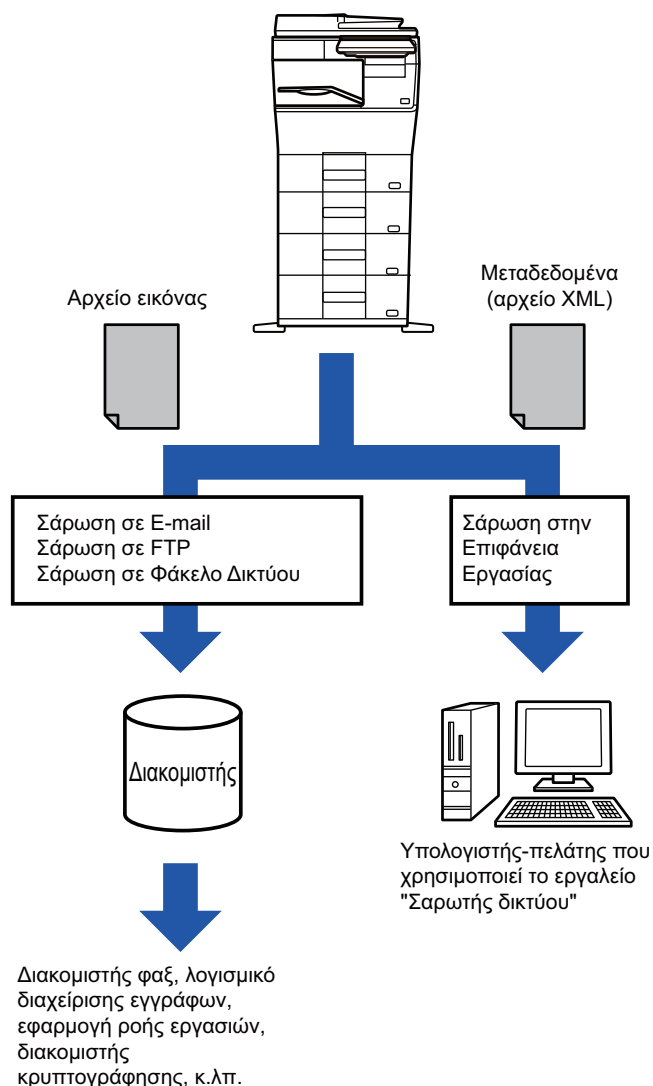 Αρχείο εικόνας
Μεταδεδομένα
(αρχείο XML)
Σάρωση σε E-mail
Σάρωση σε FTP
Σάρωση σε Φάκελο Δικτύου
Σάρωση στην
Επιφάνεια
Εργασίας
Διακομιστής
Υπολογιστής-πελάτης που
χρησιμοποιεί το εργαλείο
"Σαρωτής δικτύου"
Διακομιστής φαξ, λογισμικό
διαχείρισης εγγράφων,
εφαρμογή ροής εργασιών,
διακομιστής
κρυπτογράφησης, κ.λπ.